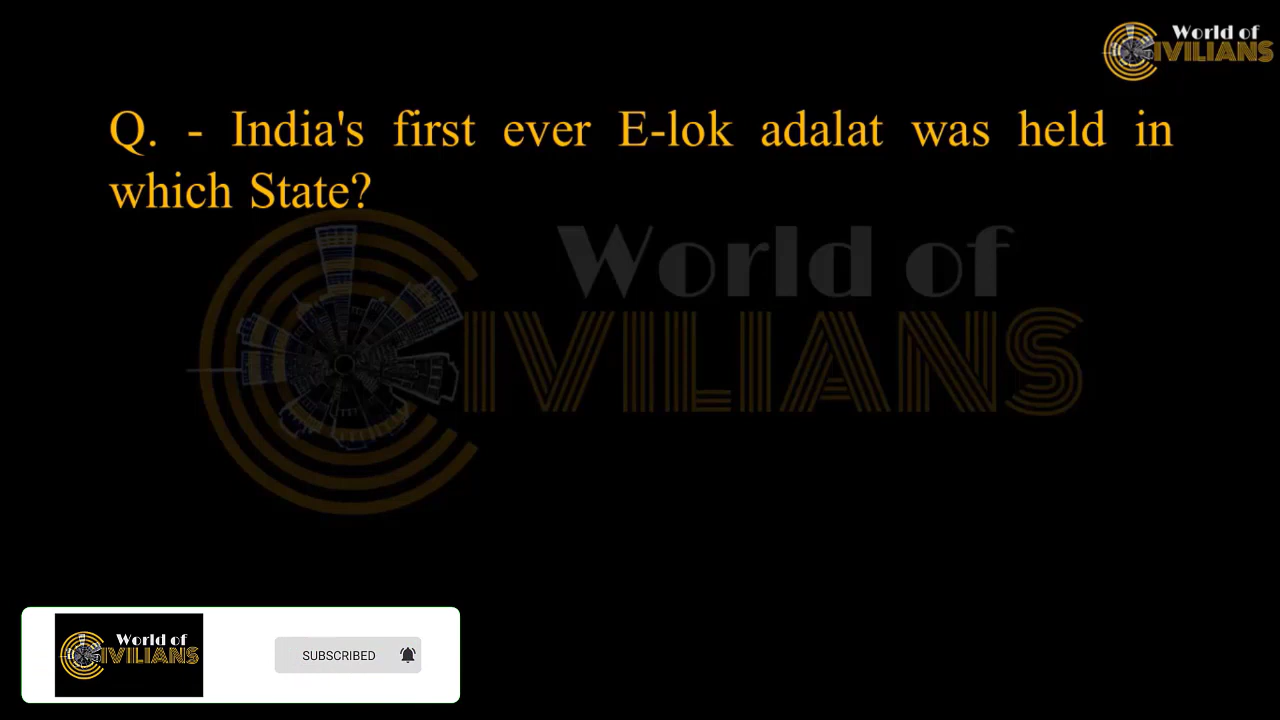 World of
CIVILIANS
Q. - India's first ever E-lok adalat was held in
which State?
World of
CIVILIANS
World of
CIVILIANS
SUBSCRIBED